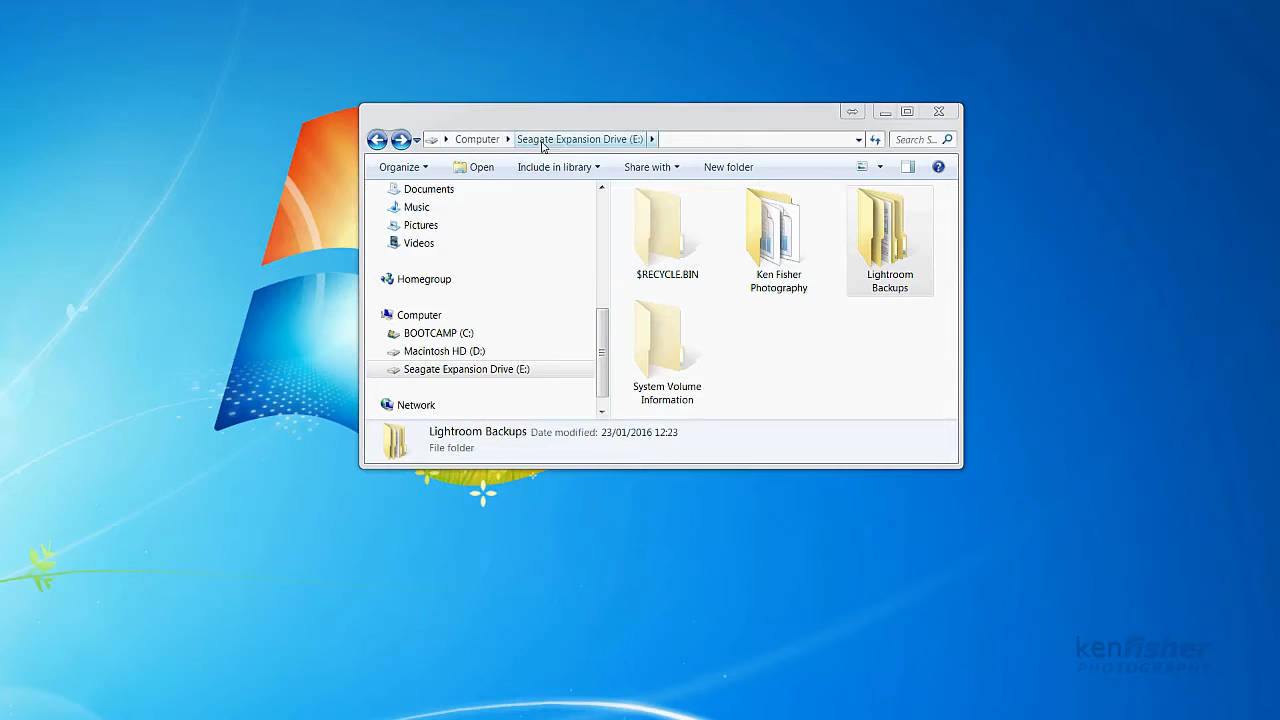 Computer
Seagate Expansion Drive (E:)
Search S...
Organize
Open
Include in library
Share with
New folder
Documents
Music
Pictures
Videos
Homegroup
Computer
BOOTCAMP (C:)
Macintosh HD (D:)
Seagate Expansion Drive (E:)
Network
$RECYCLE.BIN
Ken Fisher
Photography
Lightroom
Backups
System Volume
Information
Lightroom Backups Date modified: 23/01/2016 12:23
File folder
kenfisher
PHOTOGRAPHY